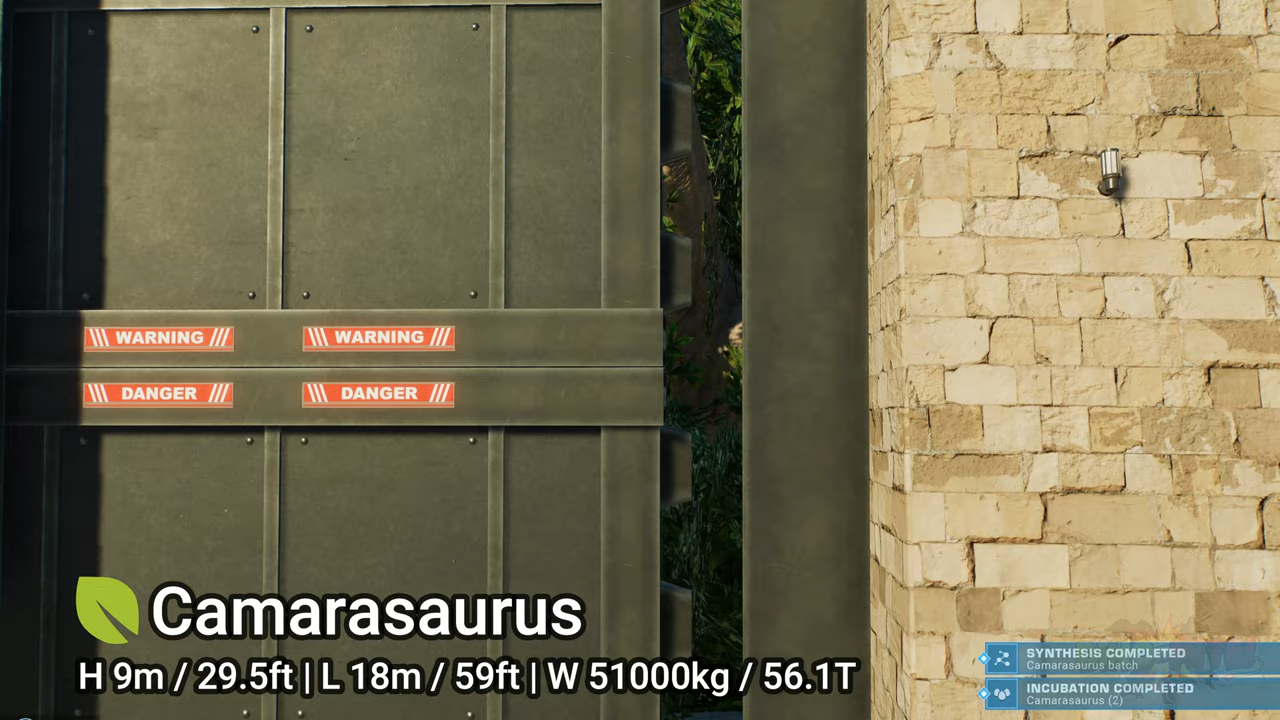 WARNING WARNING
DANGER DANGER
Camarasaurus
H 9m / 29.5ft | L 18m / 59ft | W 51000kg / 56.1T
SYNTHESIS COMPLETED
Camarasaurus batch
INCUBATION COMPLETED
Camarasaurus (2)